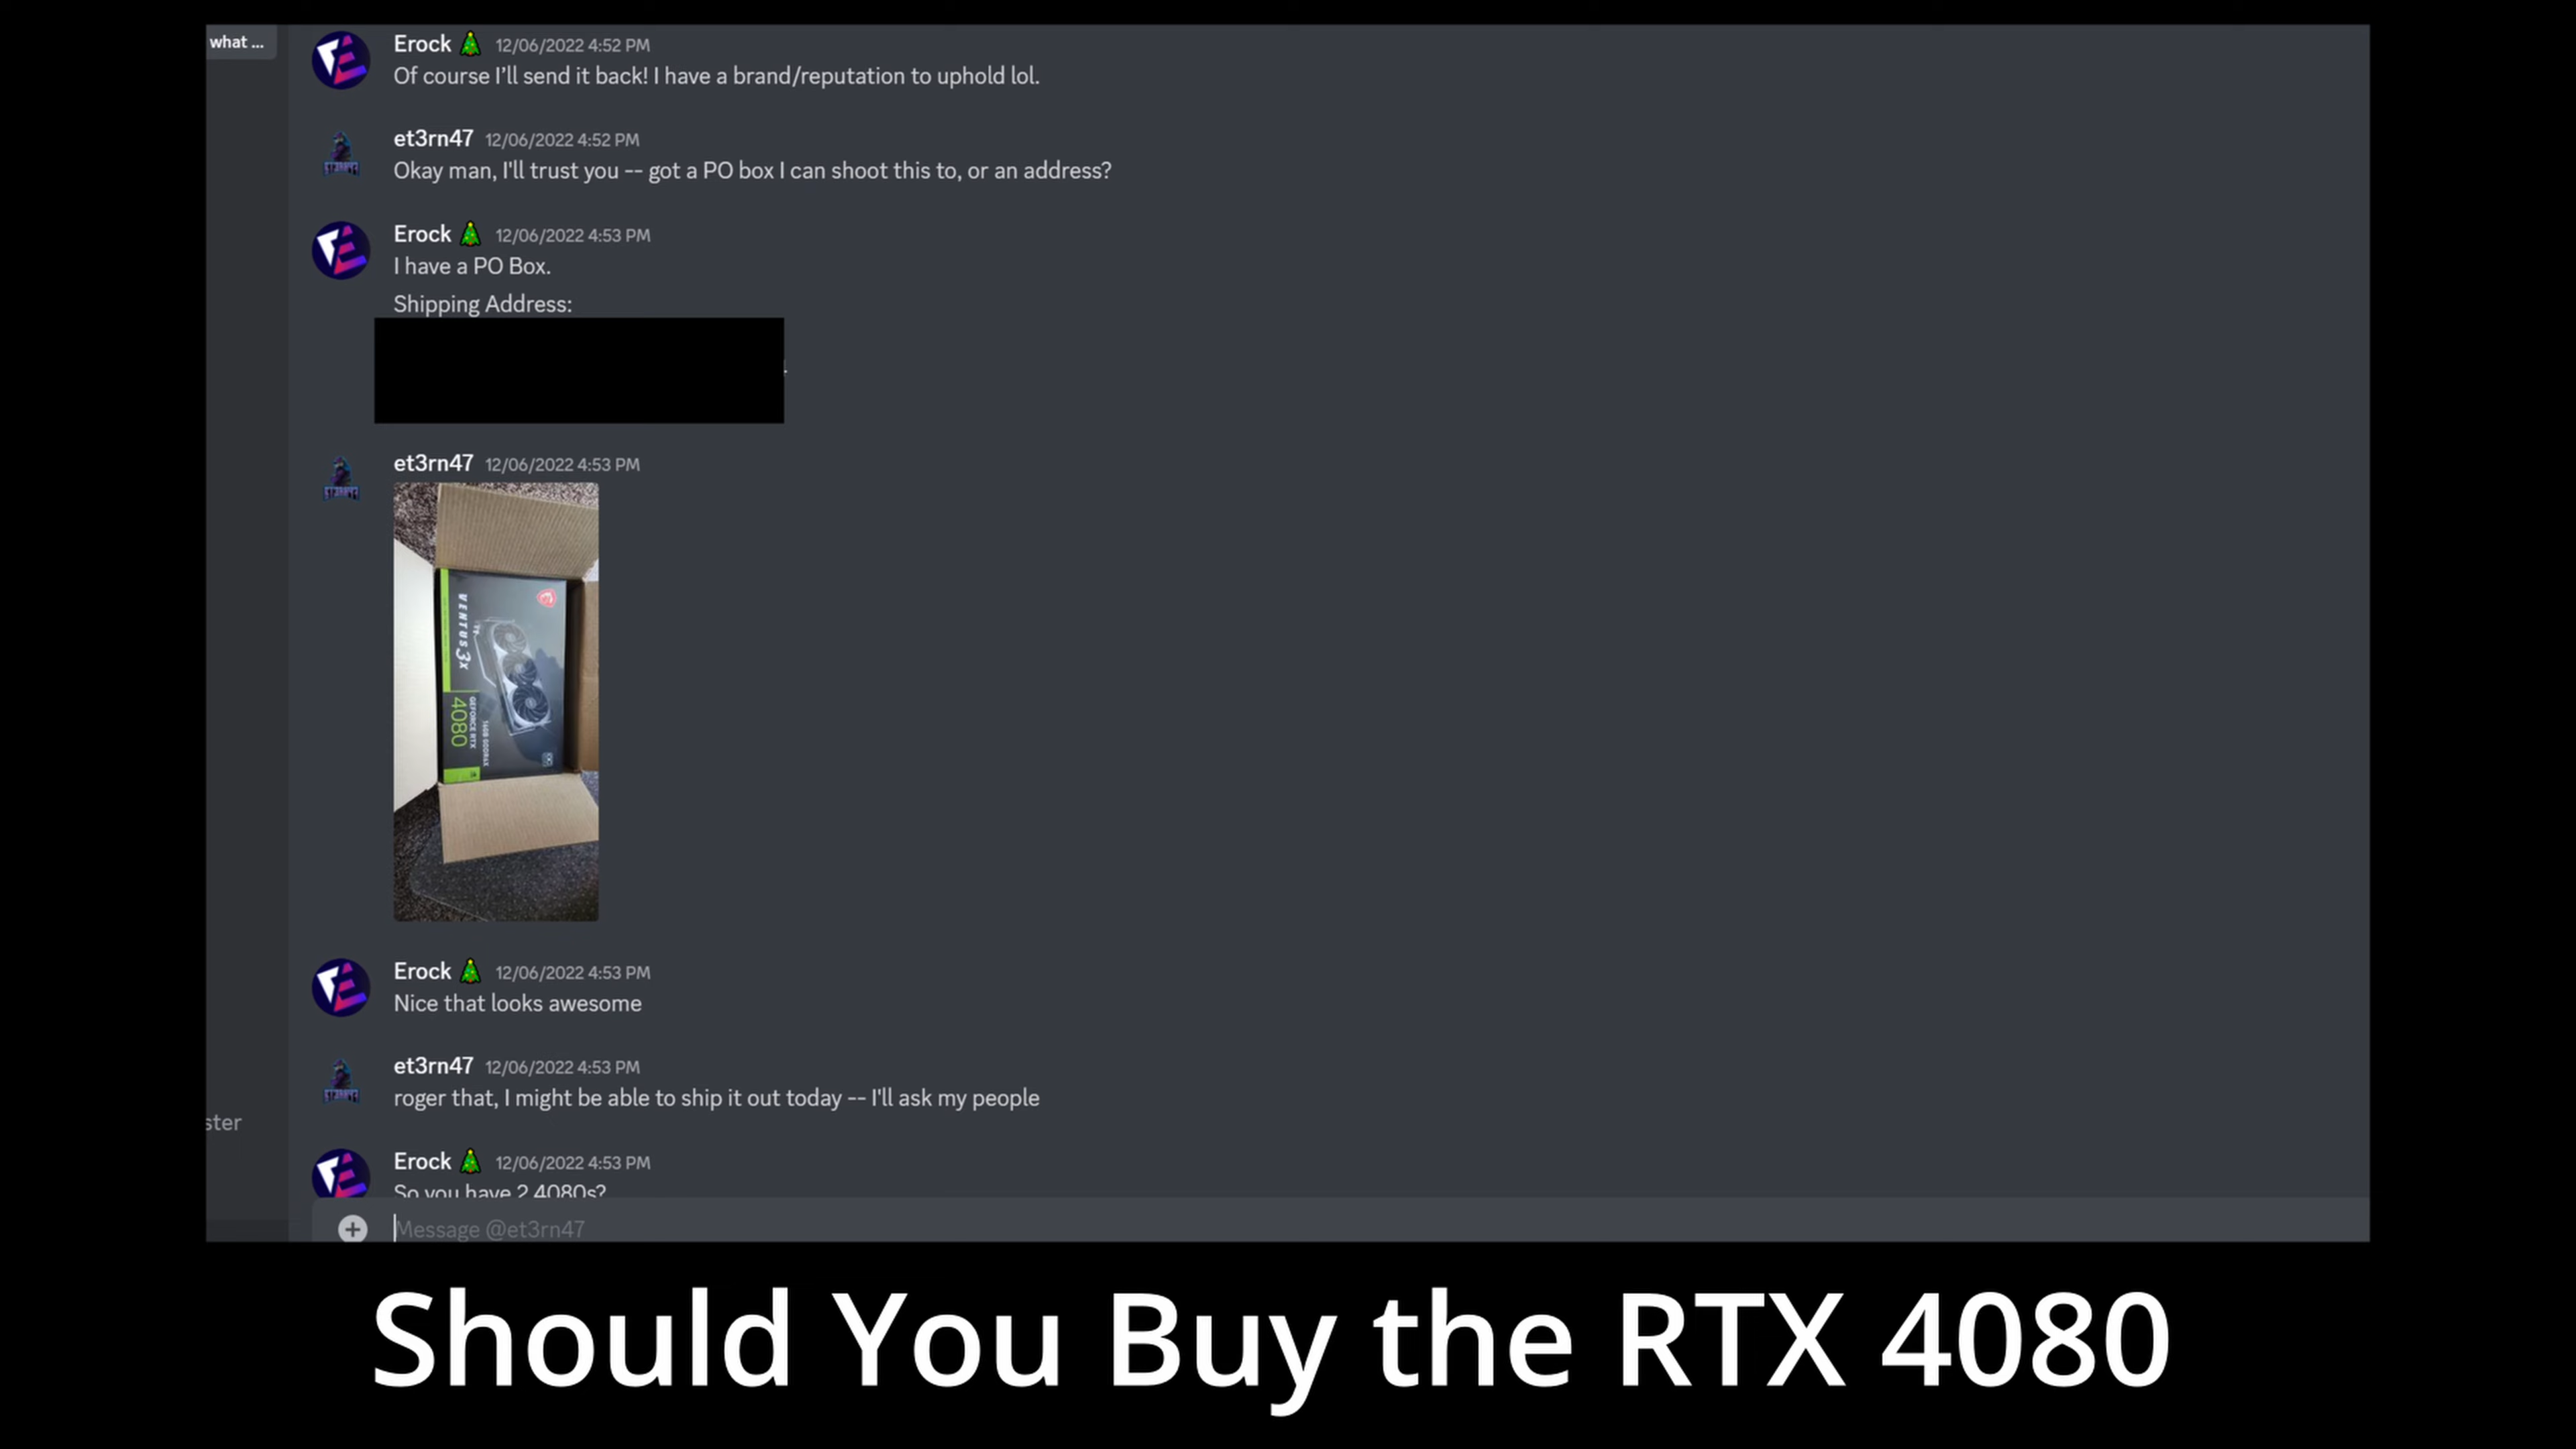 what ...
Erock 🎄 12/06/2022 4:52 PM
Of course I'll send it back! I have a brand/reputation to uphold lol.
et3rn47 12/06/2022 4:52 PM
Okay man, I'll trust you -- got a PO box I can shoot this to, or an address?
Erock 🎄 12/06/2022 4:53 PM
I have a PO Box.
Shipping Address:
et3rn47 12/06/2022 4:53 PM
VENTUS 3X
GEFORCE RTX
4080
16GB GDDR6X
Erock 🎄 12/06/2022 4:53 PM
Nice that looks awesome
et3rn47 12/06/2022 4:53 PM
roger that, I might be able to ship it out today -- I'll ask my people
ster
Erock 🎄 12/06/2022 4:53 PM
So you have 2 4080s?
Message @et3rn47
Should You Buy the RTX 4080